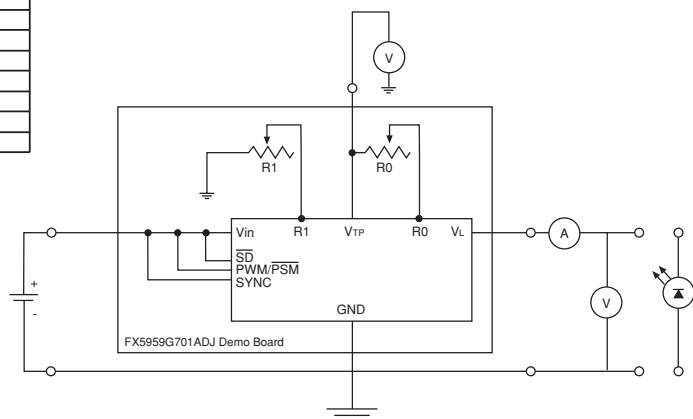 V
R1
R0
Vin
R1
VTP
R0
VL
A
SD
PWM/PSM
SYNC
+
-
V
GND
FX5959G701ADJ Demo Board